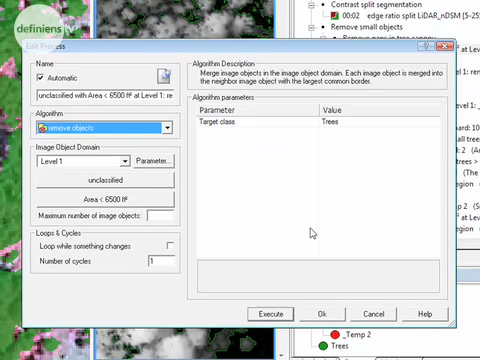 definiens
Contrast split segmentation
00:02 edge ratio split LiDAR_nDSM [5-255
Remove small objects
Edit Process
Name
Automatic
unclassified with Area < 6500 ft² at Level 1: re
Algorithm
remove objects
Image Object Domain
Level 1
Parameter...
unclassified
Area < 6500 ft²
Maximum number of image objects:
Loops & Cycles
Loop while something changes
Number of cycles
1
Algorithm Description
Merge image objects in the image object domain. Each image object is merged into
the neighbor image object with the largest common border.
Algorithm parameters
Parameter
Value
Target class
Trees
Execute
Ok
Cancel
Help
_Temp 2
Trees